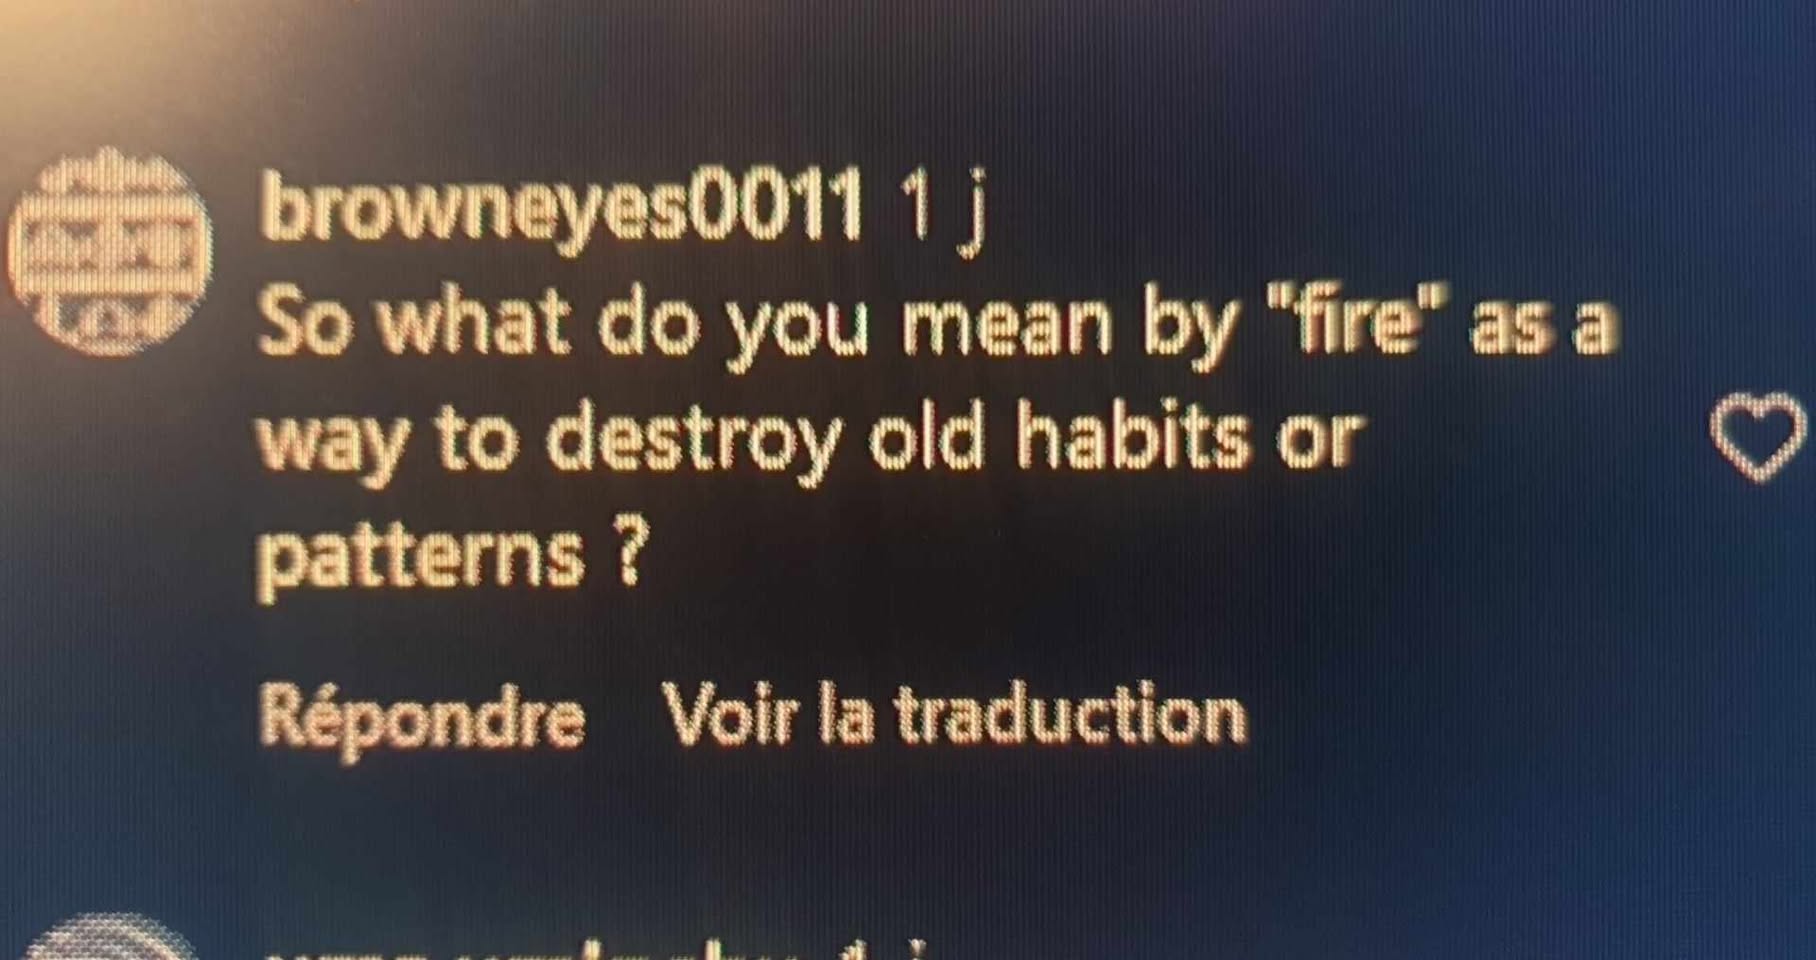 browneyes0011 1 j
So what do you mean by "fire" as a
way to destroy old habits or
patterns ?
Répondre Voir la traduction